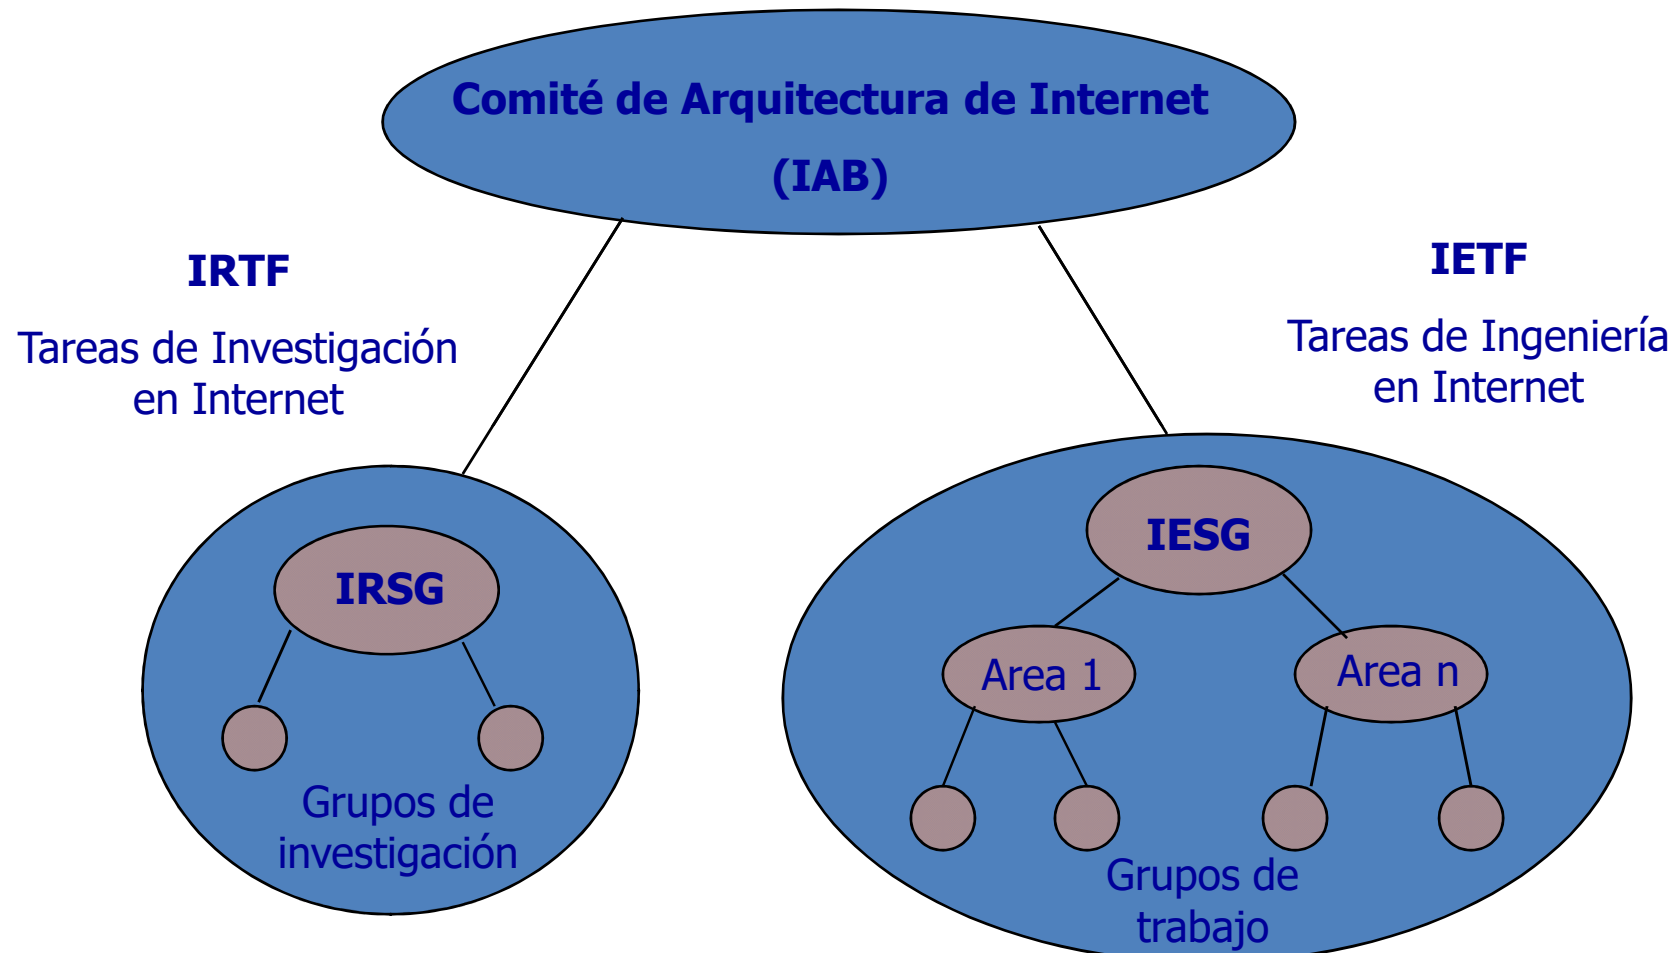 Comité de Arquitectura de Internet
(IAB)
IRTF
Tareas de Investigación
en Internet
IETF
Tareas de Ingeniería
en Internet
IRSG
Grupos de
investigación
IESG
Area 1
Area n
Grupos de
trabajo